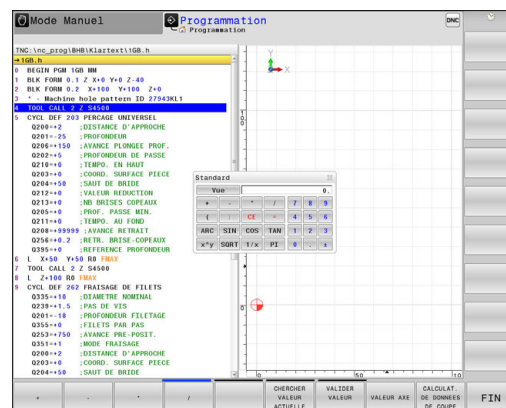 Mode Manuel
Programmation
Programmation
DNC
TNC:\nc_prog\BHB\Klartext\1GB.h
→1GB.h
0 BEGIN PGM 1GB MM
1 BLK FORM 0.1 Z X+0 Y+0 Z-40
2 BLK FORM 0.2 X+100 Y+100 Z+0
3 * - Machine hole pattern ID 27943KL1
4 TOOL CALL 2 Z S4500
5 CYCL DEF 203 PERCAGE UNIVERSEL
Q200=+2 ;DISTANCE D'APPROCHE
Q201=-25 ;PROFONDEUR
Q206=+150 ;AVANCE PLONGEE PROF.
Q202=+5 ;PROFONDEUR DE PASSE
Q210=+0 ;TEMPO. EN HAUT
Q203=+0 ;COORD. SURFACE PIECE
Q204=+50 ;SAUT DE BRIDE
Q212=+0 ;VALEUR REDUCTION
Q213=+0 ;NB BRISES COPEAUX
Q205=+0 ;PROF. PASSE MIN.
Q211=+0 ;TEMPO. AU FOND
Q208=+99999 ;AVANCE RETRAIT
Q256=+0.2 ;RETR. BRISE-COPEAUX
Q395=+0 ;REFERENCE PROFONDEUR
6 L X+50 Y+50 R0 FMAX
7 TOOL CALL 2 Z S4500
8 L Z+100 R0 FMAX
9 CYCL DEF 262 FRAISAGE DE FILETS
Q335=+10 ;DIAMETRE NOMINAL
Q239=+1.5 ;PAS DE VIS
Q201=-18 ;PROFONDEUR FILETAGE
Q355=+0 ;FILETS PAR PAS
Q253=+750 ;AVANCE PRE-POSIT.
Q351=+1 ;MODE FRAISAGE
Q200=+2 ;DISTANCE D'APPROCHE
Q203=+0 ;COORD. SURFACE PIECE
Q204=+50 ;SAUT DE BRIDE
Y
X
Standard
Vue 0.
+ - * / 7 8 9
( ) CE = 4 5 6
ARC SIN COS TAN 1 2 3
x^y SQRT 1/x PI 0 . ±
+ - * /
CHERCHER VALEUR ACTUELLE
VALIDER VALEUR
VALEUR AXE
CALCULAT. DE DONNEES DE COUPE
FIN